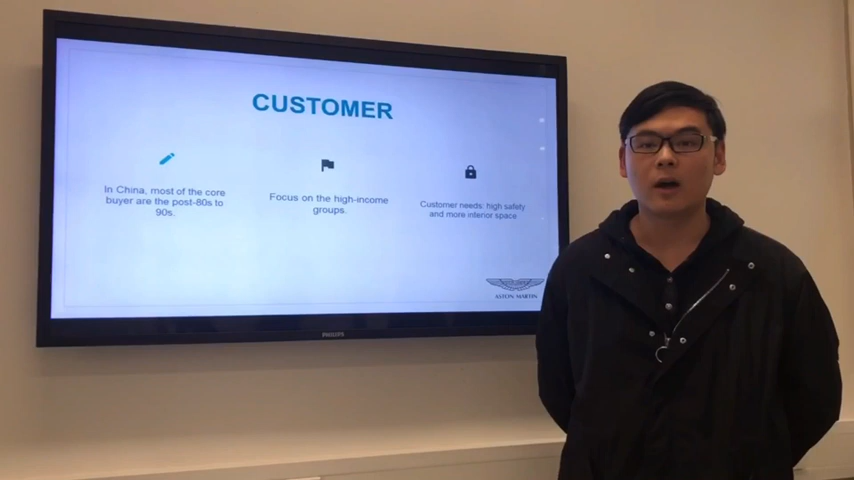 CUSTOMER
In China, most of the core
buyer are the post-80s to
90s.
Focus on the high-income
groups.
Customer needs: high safety
and more interior space
ASTON MARTIN
PHILIPS